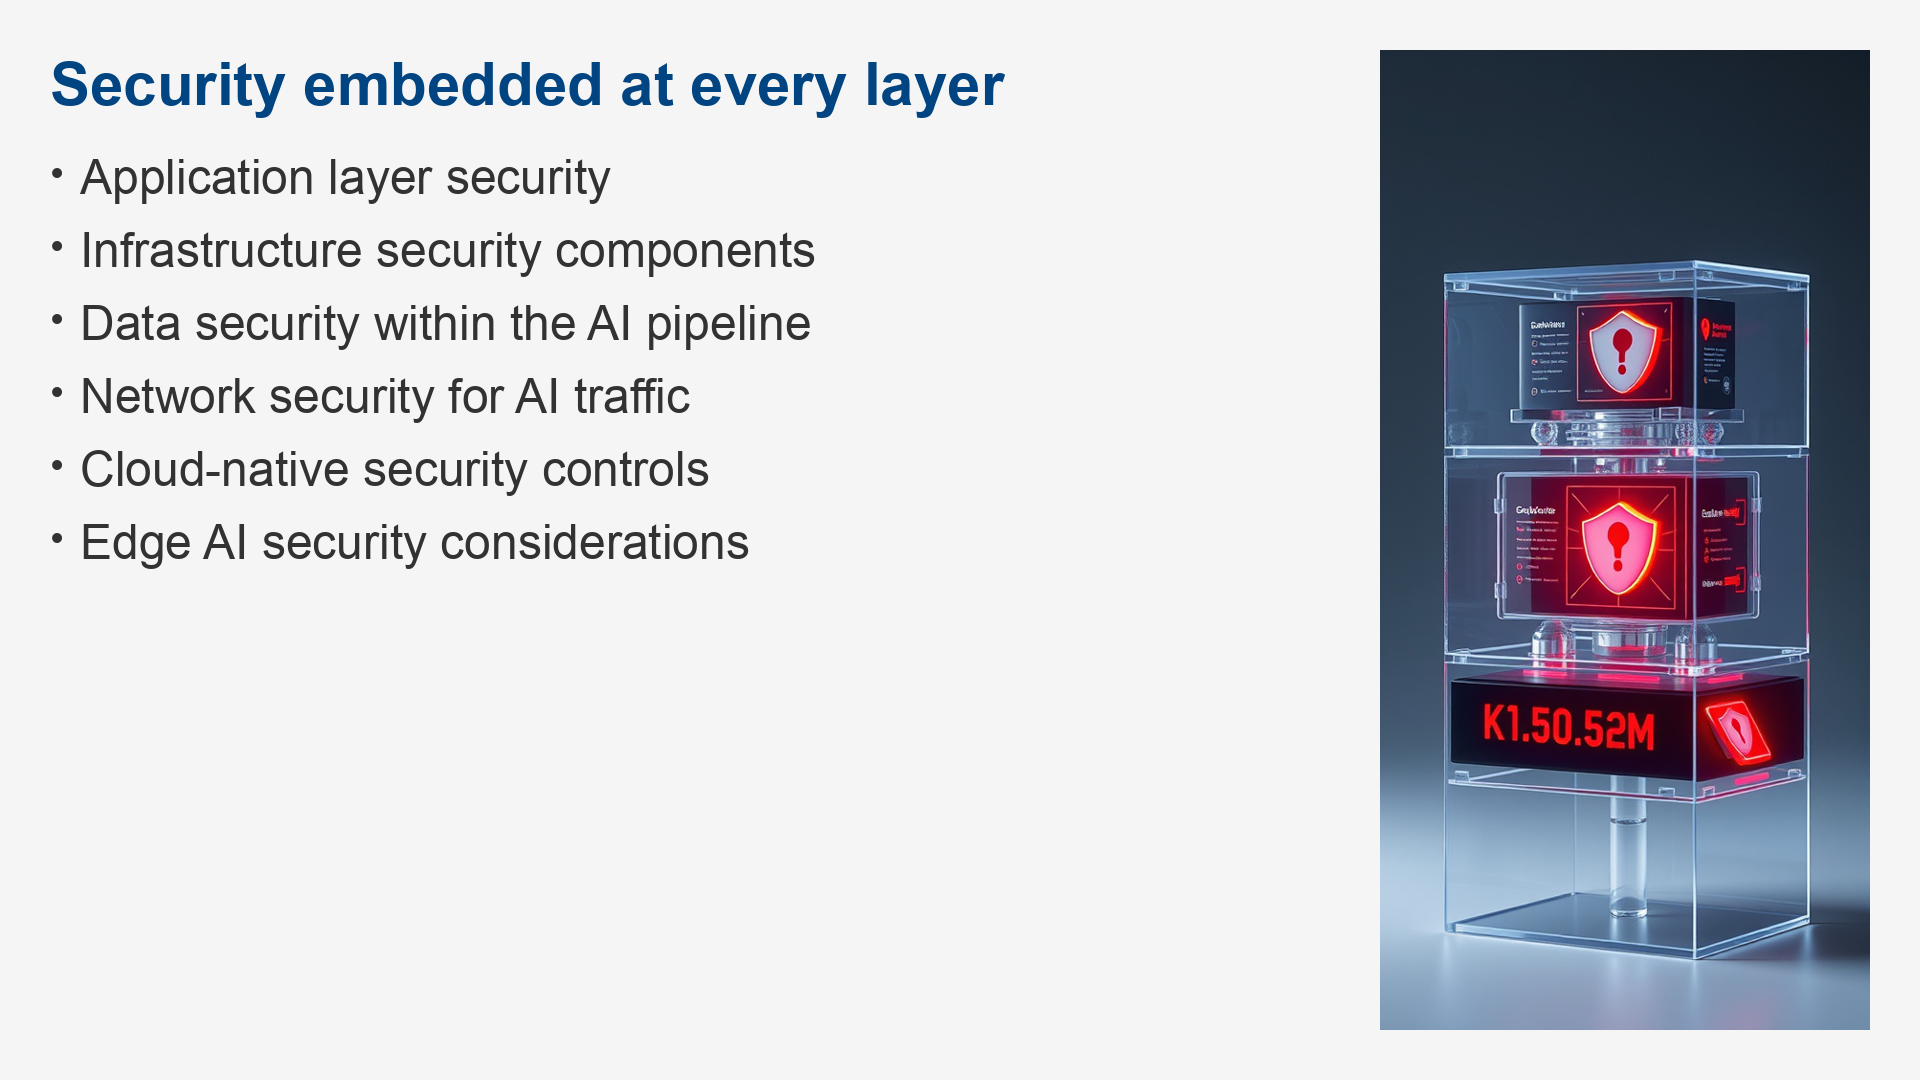 Security embedded at every layer
• Application layer security
• Infrastructure security components
• Data security within the AI pipeline
• Network security for AI traffic
• Cloud-native security controls
• Edge AI security considerations
K1.50.52M